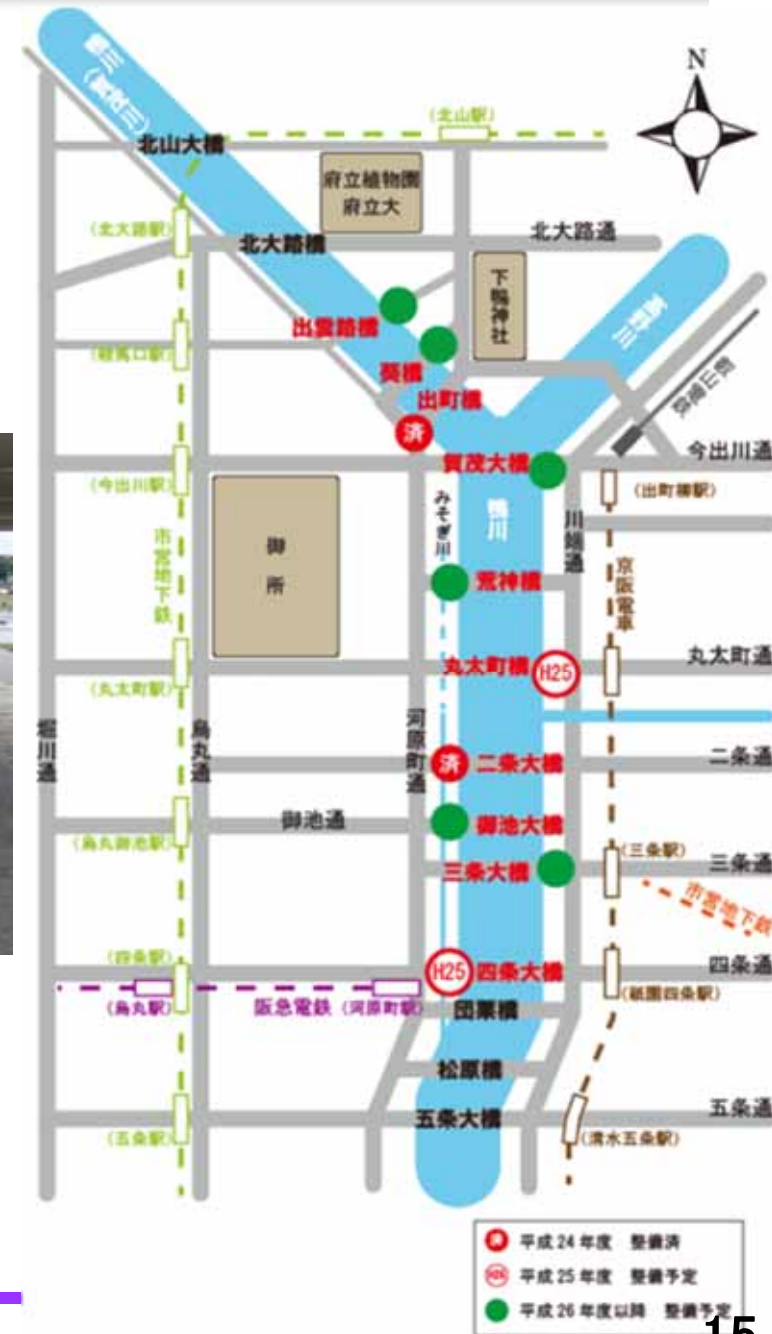 N
鴨川
(賀茂川)
(北山駅)
北山大橋
府立植物園
府立大
(北大路駅)
北大路橋
北大路通
下鴨神社
高野川
出雲路橋
(鞍馬口駅)
葵橋
叡山電鉄
出町橋
済
賀茂大橋
今出川通
(今出川駅)
(出町柳駅)
みそぎ川
鴨川
川端通
御所
市営地下鉄
荒神橋
京阪電車
丸太町橋
H25
丸太町通
(丸太町駅)
堀川通
烏丸通
河原町通
済
二条大橋
二条通
御池通
御池大橋
(烏丸御池駅)
(三条駅)
三条大橋
三条通
市営地下鉄
(四条駅)
H25
四条大橋
四条通
(烏丸駅)
阪急電鉄
(河原町駅)
団栗橋
(祇園四条駅)
松原橋
五条大橋
五条通
(五条駅)
(清水五条駅)
済 平成24年度 整備済
H25 平成25年度 整備予定
平成26年度以降 整備予定
15